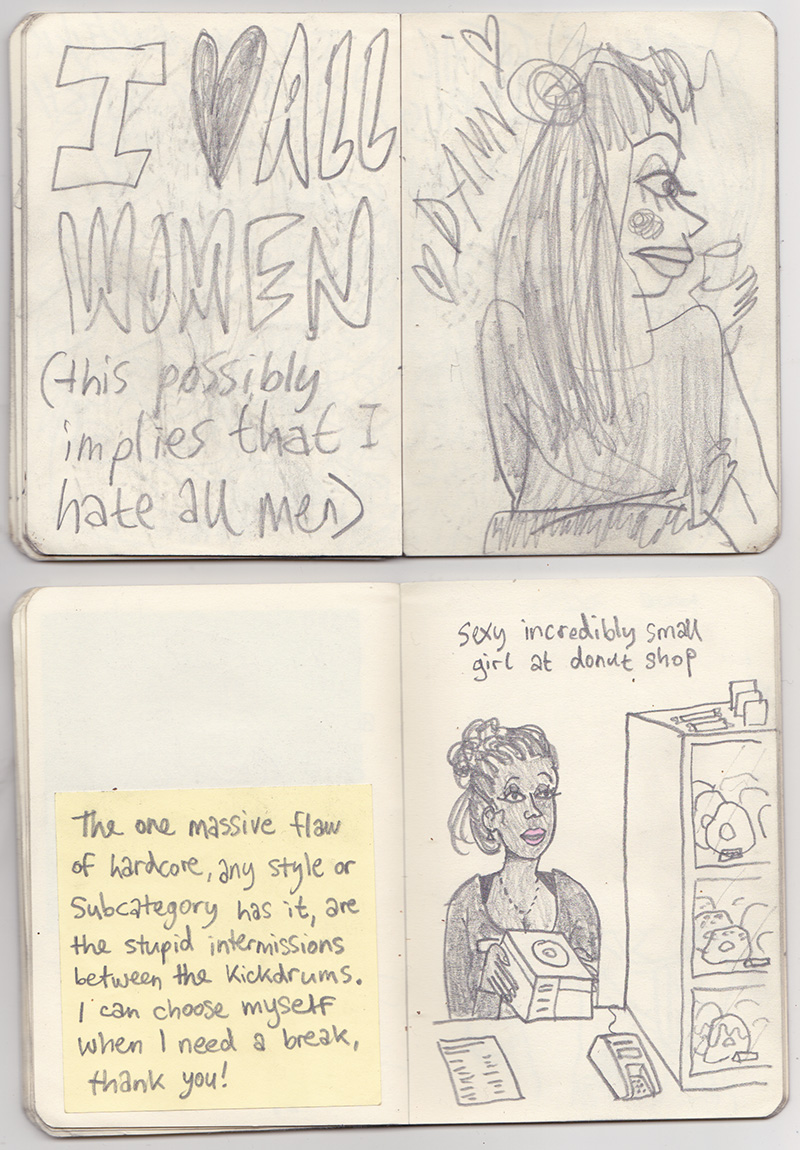 I ♥ ALL
WOMEN
(this possibly
implies that I
hate all men)
♡ DAMN ♡
sexy incredibly small
girl at donut shop
The one massive flaw
of hardcore, any style or
Subcategory has it, are
the stupid intermissions
between the kickdrums.
I can choose myself
when I need a break,
thank you!